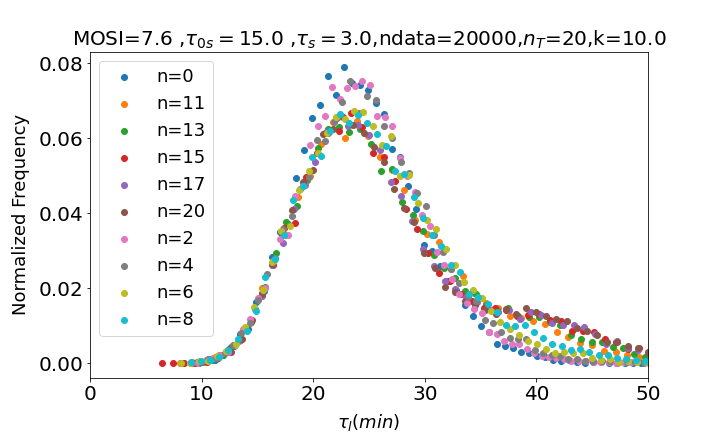 MOSI=7.6 ,τ₀ₛ = 15.0 ,τₛ = 3.0,ndata=20000,n_T=20,k=10.0
0.08
0.06
0.04
0.02
0.00
Normalized Frequency
n=0
n=11
n=13
n=15
n=17
n=20
n=2
n=4
n=6
n=8
0 10 20 30 40 50
τ_l(min)